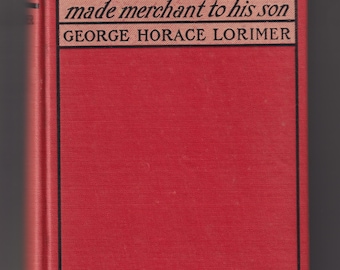 made merchant to his son
GEORGE HORACE LORIMER